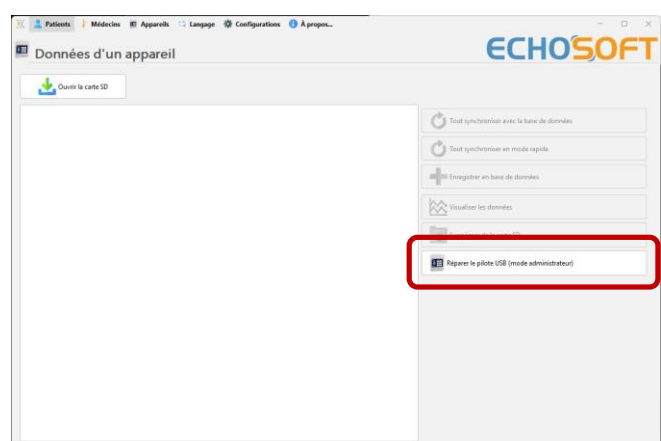 Patients Médecins Appareils Langage Configurations À propos...
Données d'un appareil
ECHOSOFT
Ouvrir la carte SD
Tout synchroniser avec la base de données
Tout synchroniser en mode rapide
Enregistrer en base de données
Visualiser les données
Réparer le pilote USB (mode administrateur)